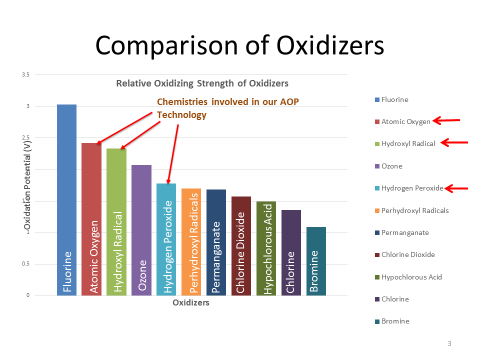 Comparison of Oxidizers
Relative Oxidizing Strength of Oxidizers
Chemistries involved in our AOP
Technology
Oxidation Potential (V)
3.5
3
2.5
2
1
0.5
0
Fluorine
Atomic Oxygen
Hydroxyl Radical
Ozone
Hydrogen Peroxide
Perhydroxyl Radicals
Permanganate
Chlorine Dioxide
Hypochlorous Acid
Chlorine
Bromine
Oxidizers
Fluorine
Atomic Oxygen
Hydroxyl Radical
Ozone
Hydrogen Peroxide
Perhydroxyl Radicals
Permanganate
Chlorine Dioxide
Hypochlorous Acid
Chlorine
Bromine
3